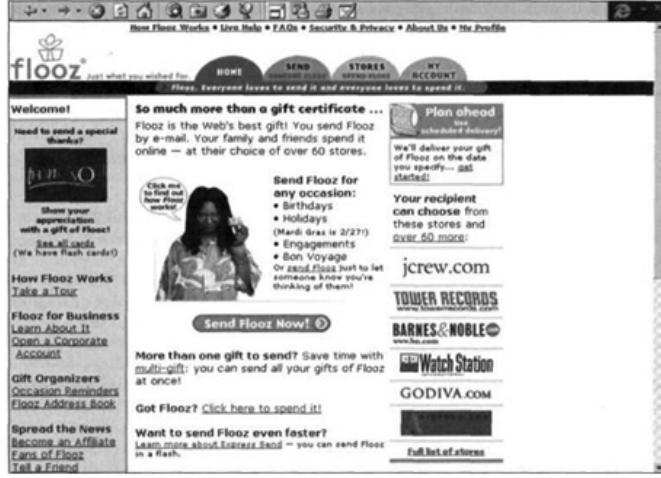 How Flooz Works • Live Help • FAQs • Security & Privacy • About Us • My Profile
flooz
Just what you wished for.
HOME
SEND
STORES
SPEND FLOOZ
MY ACCOUNT
Flooz. Everyone loves to send it and everyone loves to spend it.
Welcome!
Need to send a special
thanks?
Show your
appreciation
with a gift of Flooz!
See all cards
(We have flash cards!)
How Flooz Works
Take a Tour
Flooz for Business
Learn About It
Open a Corporate
Account
Gift Organizers
Occasion Reminders
Flooz Address Book
Spread the News
Become an Affiliate
Fans of Flooz
Tell a Friend
So much more than a gift certificate ...
Flooz is the Web's best gift! You send Flooz
by e-mail. Your family and friends spend it
online — at their choice of over 60 stores.
Click me
to find out
how Flooz
works!
Send Flooz for
any occasion:
• Birthdays
• Holidays
(Mardi Gras is 2/27!)
• Engagements
• Bon Voyage
Or send Flooz just to let
someone know you're
thinking of them!
Send Flooz Now!
More than one gift to send? Save time with
multi-gift: you can send all your gifts of Flooz
at once!
Got Flooz? Click here to spend it!
Want to send Flooz even faster?
Learn more about Express Send — you can send Flooz
in a flash.
Plan ahead
use
scheduled delivery!
We'll deliver your gift
of Flooz on the date
you specify... get
started!
Your recipient
can choose from
these stores and
over 60 more:
jcrew.com
TOWER RECORDS
www.towerrecords.com
BARNES&NOBLE
www.bn.com
Watch Station
GODIVA.COM
Full list of stores